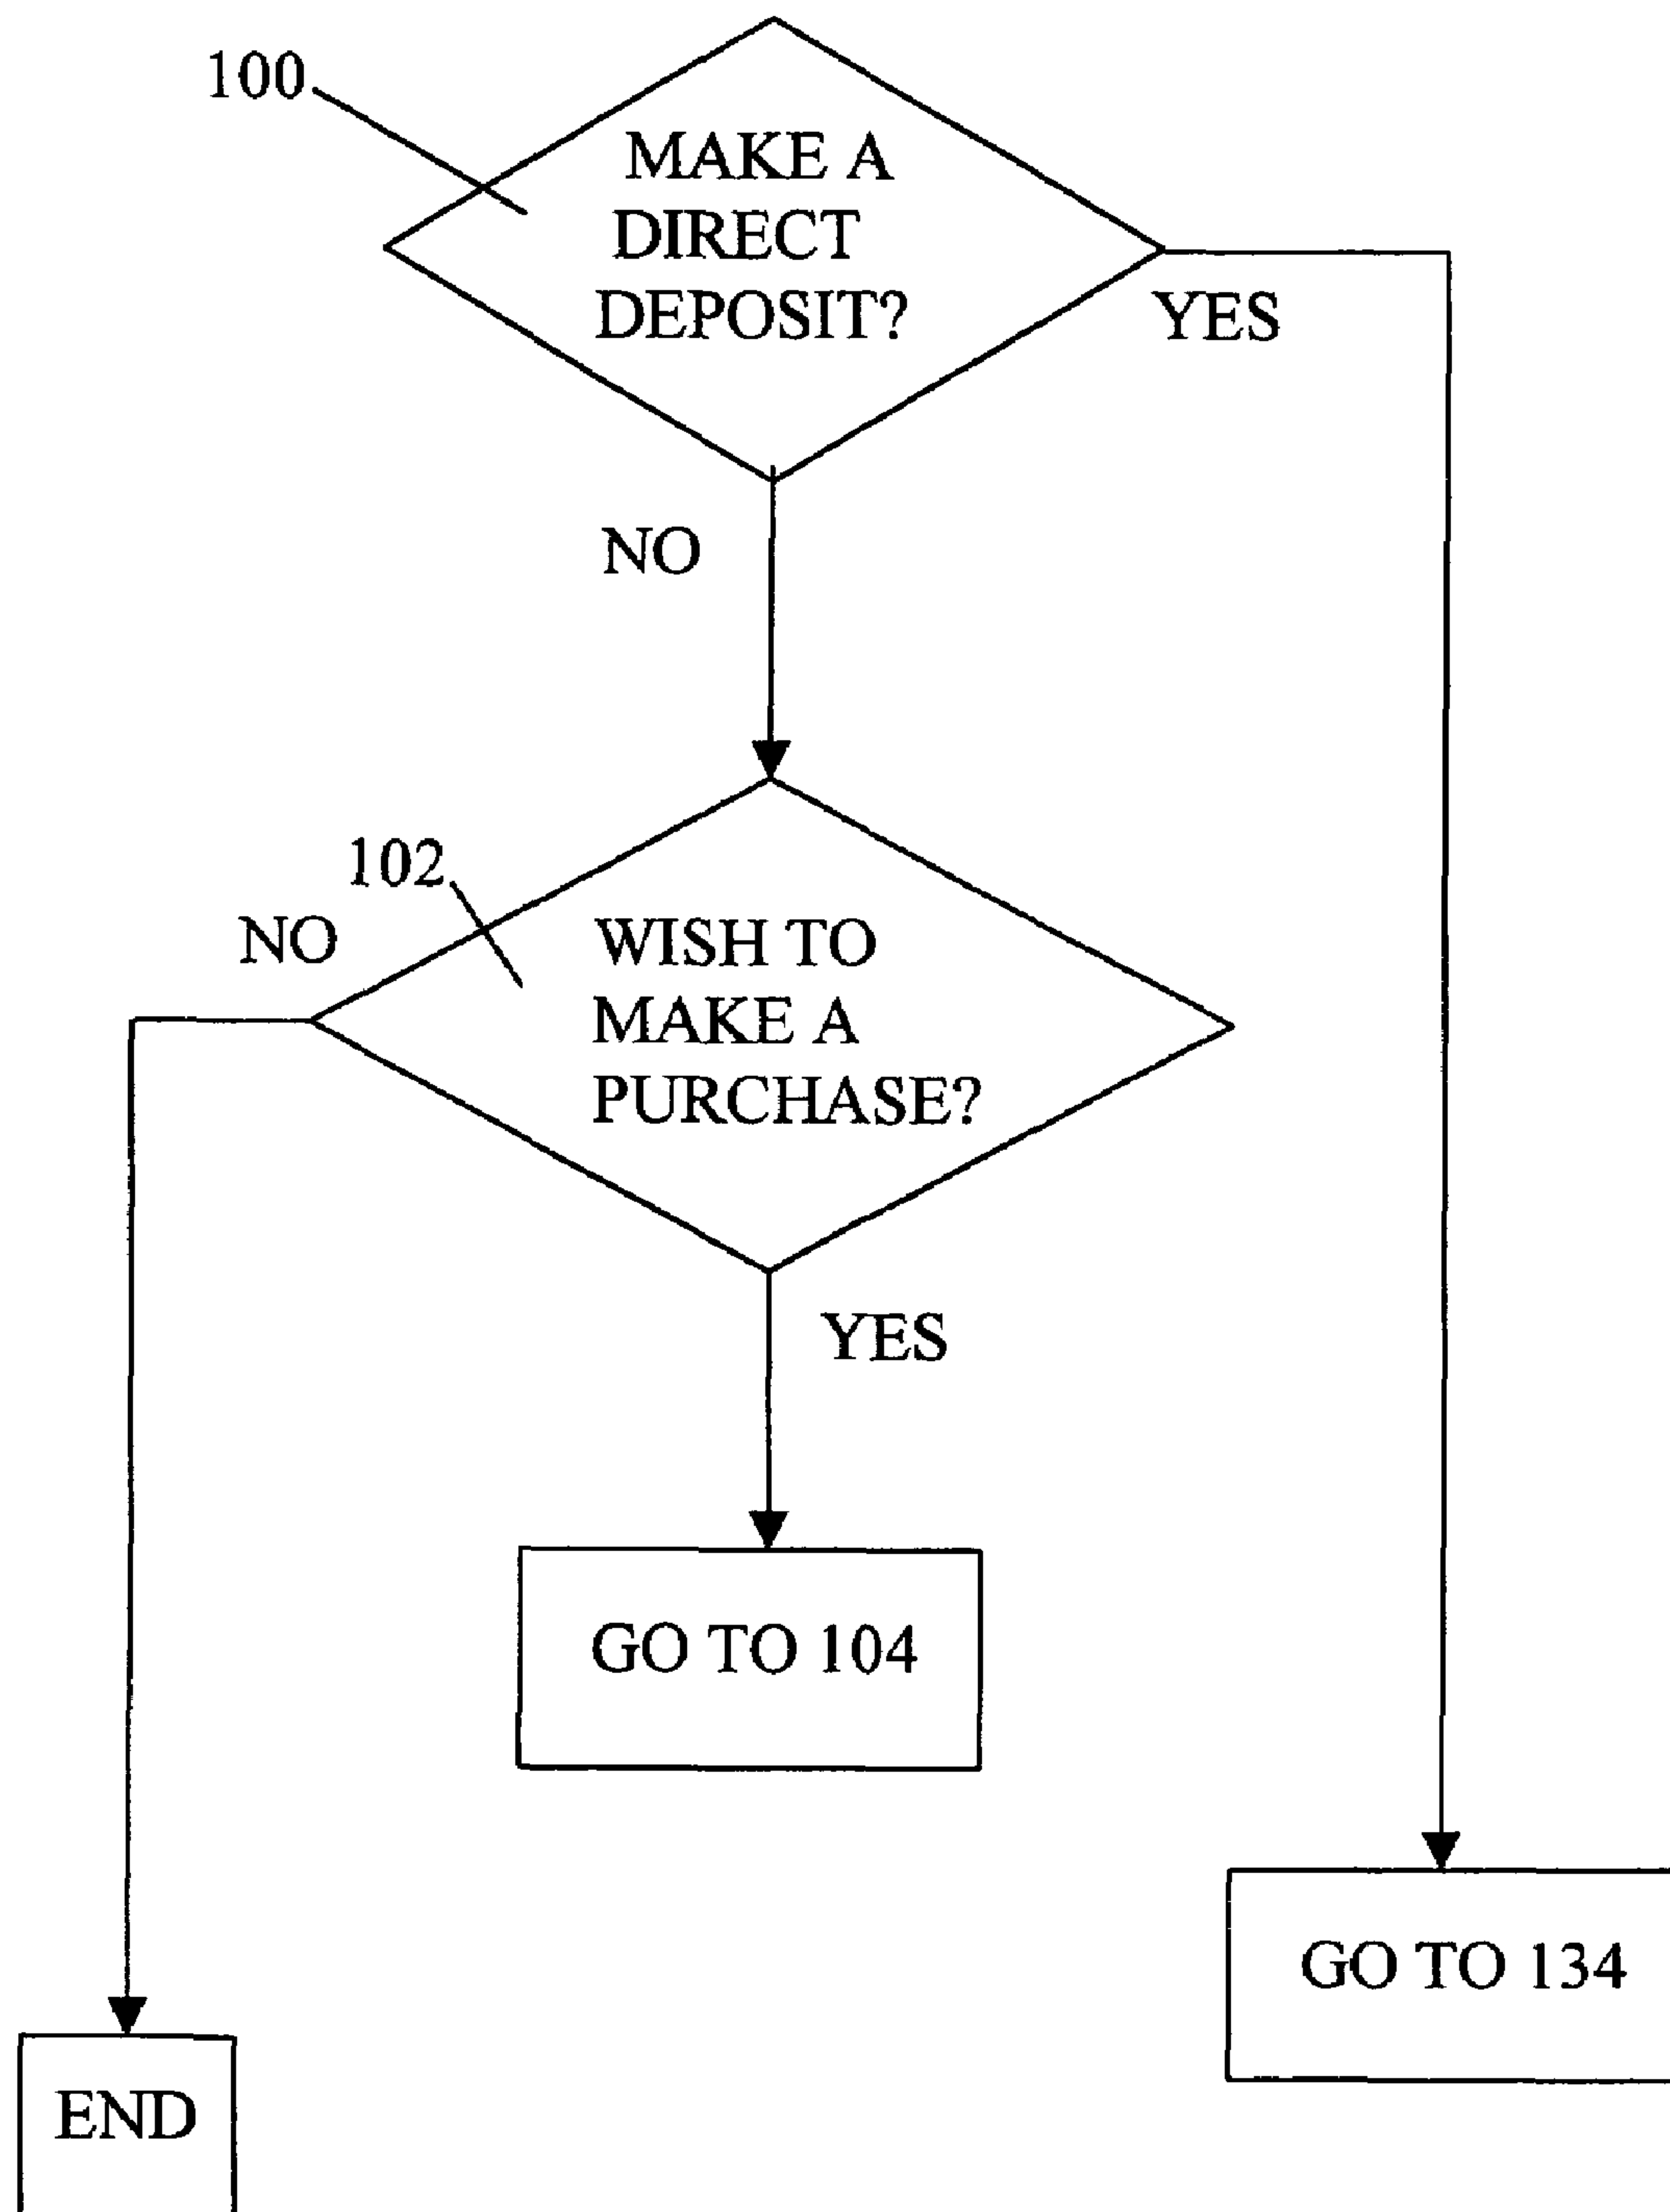 100
MAKE A
DIRECT
DEPOSIT?
YES
NO
102
NO
WISH TO
MAKE A
PURCHASE?
YES
GO TO 104
GO TO 134
END